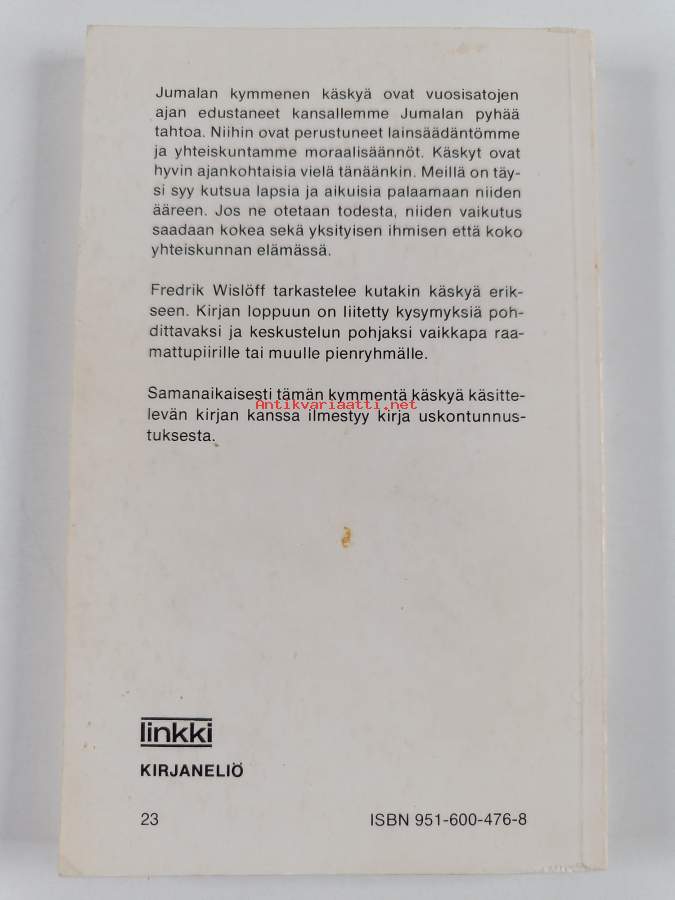 Jumalan kymmenen käskyä ovat vuosisatojen
ajan edustaneet kansallemme Jumalan pyhää
tahtoa. Niihin ovat perustuneet lainsäädäntömme
ja yhteiskuntamme moraalisäännöt. Käskyt ovat
hyvin ajankohtaisia vielä tänäänkin. Meillä on täy-
si syy kutsua lapsia ja aikuisia palaamaan niiden
ääreen. Jos ne otetaan todesta, niiden vaikutus
saadaan kokea sekä yksityisen ihmisen että koko
yhteiskunnan elämässä.
Fredrik Wislöff tarkastelee kutakin käskyä erik-
seen. Kirjan loppuun on liitetty kysymyksiä poh-
dittavaksi ja keskustelun pohjaksi vaikkapa raa-
mattupiirille tai muulle pienryhmälle.
Samanaikaisesti tämän kymmentä käskyä käsitte-
Antikvariaatti.net
levän kirjan kanssa ilmestyy kirja uskontunnus-
tuksesta.
linkki
KIRJANELIÖ
23 ISBN 951-600-476-8